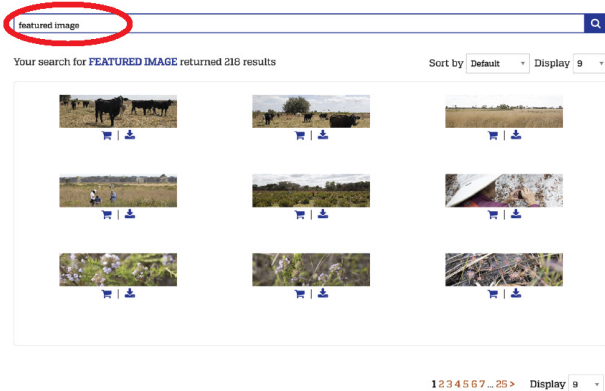 featured image
Your search for FEATURED IMAGE returned 218 results
Sort by Default Display 9
1 2 3 4 5 6 7 ... 25 > Display 9